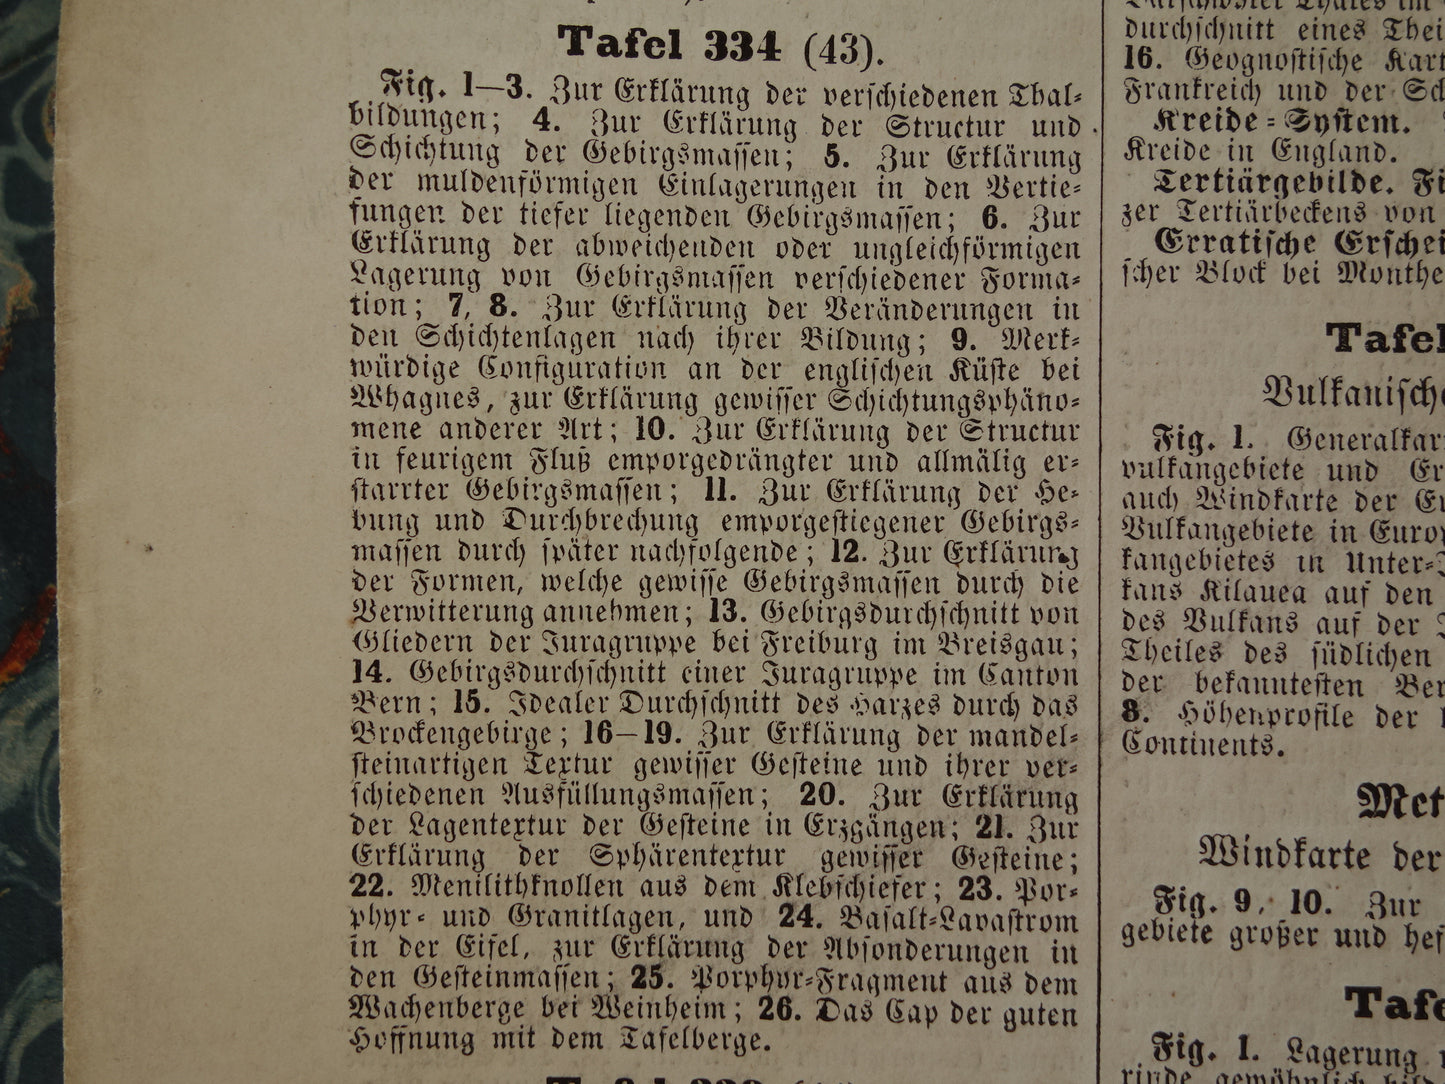 Tafel 334 (43).
Fig. 1—3. Zur Erklärung der verschiedenen Thal-
bildungen; 4. Zur Erklärung der Structur und
Schichtung der Gebirgsmassen; 5. Zur Erklärung
der muldenförmigen Einlagerungen in den Vertie-
fungen der tiefer liegenden Gebirgsmassen; 6. Zur
Erklärung der abweichenden oder ungleichförmigen
Lagerung von Gebirgsmassen verschiedener Forma-
tion; 7, 8. Zur Erklärung der Veränderungen in
den Schichtenlagen nach ihrer Bildung; 9. Merk-
würdige Configuration an der englischen Küste bei
Whagnes, zur Erklärung gewisser Schichtungsphäno-
mene anderer Art; 10. Zur Erklärung der Structur
in feurigem Fluß emporgedrängter und allmälig er-
starrter Gebirgsmassen; 11. Zur Erklärung der He-
bung und Durchbrechung emporgestiegener Gebirgs-
massen durch später nachfolgende; 12. Zur Erklärung
der Formen, welche gewisse Gebirgsmassen durch die
Verwitterung annehmen; 13. Gebirgsdurchschnitt von
Gliedern der Juragruppe bei Freiburg im Breisgau;
14. Gebirgsdurchschnitt einer Juragruppe im Canton
Bern; 15. Idealer Durchschnitt des Harzes durch das
Brockengebirge; 16—19. Zur Erklärung der mandel-
steinartigen Textur gewisser Gesteine und ihrer ver-
schiedenen Ausfüllungsmassen; 20. Zur Erklärung
der Lagentextur der Gesteine in Erzgängen; 21. Zur
Erklärung der Sphärentextur gewisser Gesteine;
22. Menilithknollen aus dem Klebschiefer; 23. Por-
phyr- und Granitlagen, und 24. Basalt-Lavastrom
in der Eifel, zur Erklärung der Absonderungen in
den Gesteinmassen; 25. Porphyr-Fragment aus dem
Wachenberge bei Weinheim; 26. Das Cap der guten
Hoffnung mit dem Tafelberge.
durchschnitt eines
16. Geognostische
Frankreich und der
Kreide-System.
Kreide in England.
Tertiärgebilde.
zer Tertiärbeckens von
Erratische
scher Block bei
Tafel
Fig. 1.
vulkangebiete und
auch Windkarte der
Vulkangebiete in
kangebietes in
kans Kilauea auf den
des Vulkans auf der
Theiles des südlichen
der bekanntesten
8. Höhenprofile der
Continents.
Windkarte der
Fig. 9, 10. Zur
gebiete großer und
Fig. 1. Lagerung